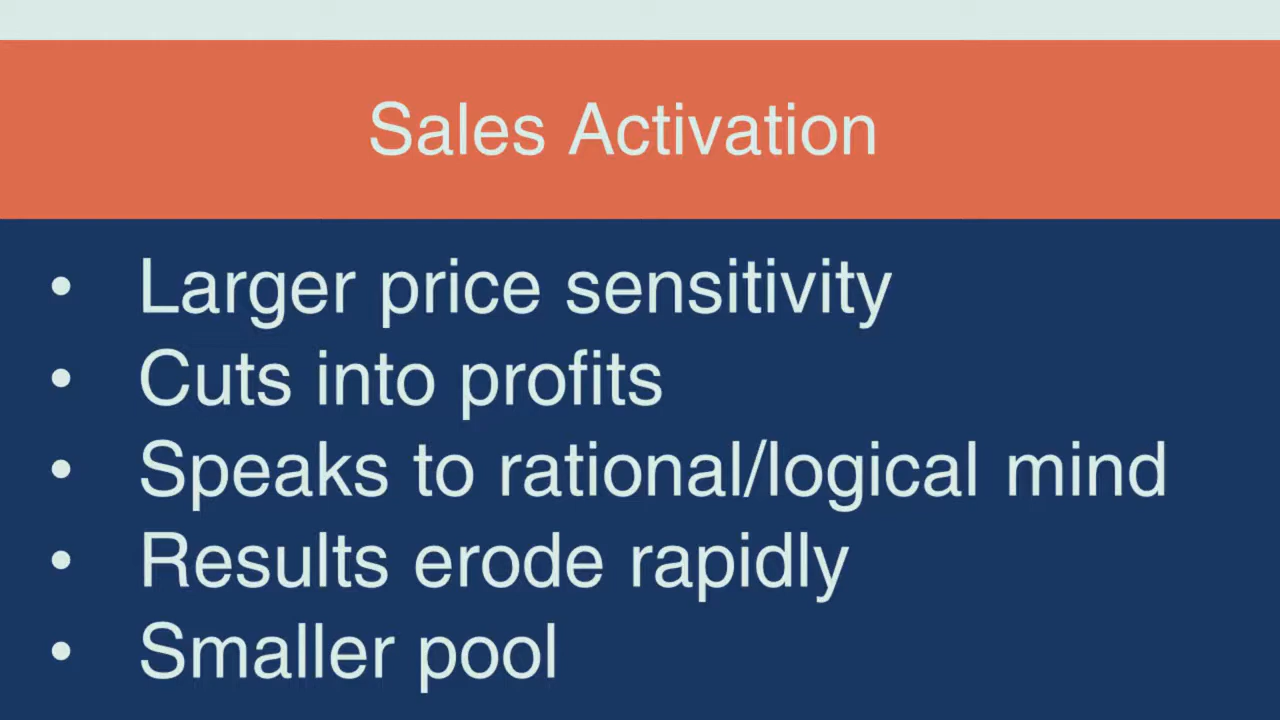 Sales Activation
• Larger price sensitivity
• Cuts into profits
• Speaks to rational/logical mind
• Results erode rapidly
• Smaller pool